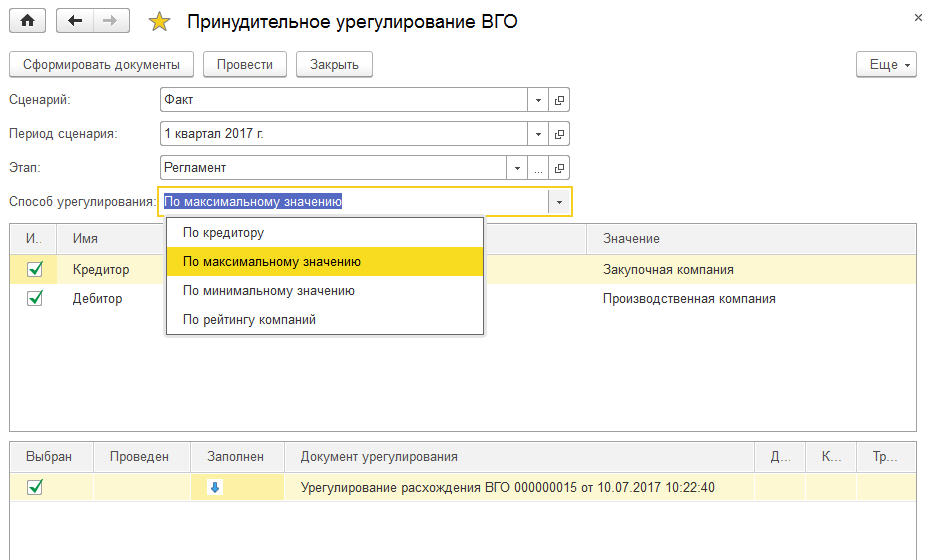 Принудительное урегулирование ВГО
Сформировать документы Провести Закрыть Еще
Сценарий: Факт
Период сценария: 1 квартал 2017 г.
Этап: Регламент ...
Способ урегулирования: По максимальному значению
И.. Имя Значение
По кредитору
Кредитор По максимальному значению Закупочная компания
Дебитор По минимальному значению Производственная компания
По рейтингу компаний
Выбран Проведен Заполнен Документ урегулирования Д... К... Тр...
Урегулирование расхождения ВГО 000000015 от 10.07.2017 10:22:40